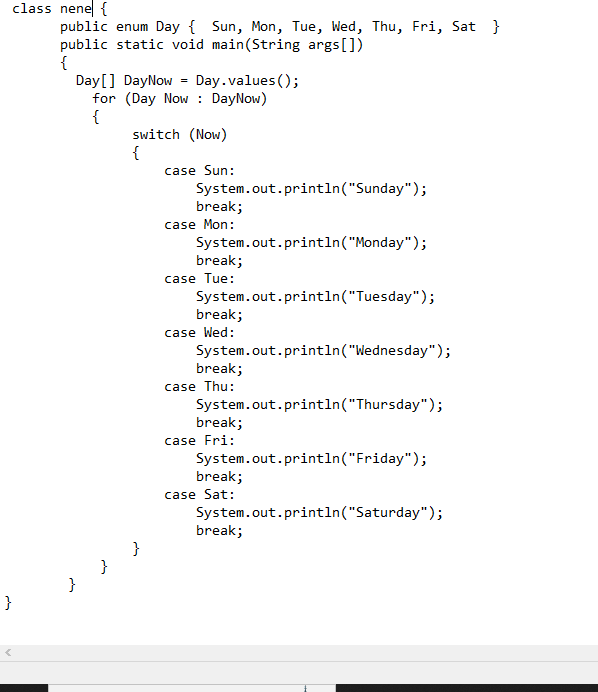 class nene {
public enum Day {  Sun, Mon, Tue, Wed, Thu, Fri, Sat  }
public static void main(String args[])
{
Day[] DayNow = Day.values();
for (Day Now : DayNow)
{
switch (Now)
{
case Sun:
System.out.println("Sunday");
break;
case Mon:
System.out.println("Monday");
break;
case Tue:
System.out.println("Tuesday");
break;
case Wed:
System.out.println("Wednesday");
break;
case Thu:
System.out.println("Thursday");
break;
case Fri:
System.out.println("Friday");
break;
case Sat:
System.out.println("Saturday");
break;
}
}
}
}